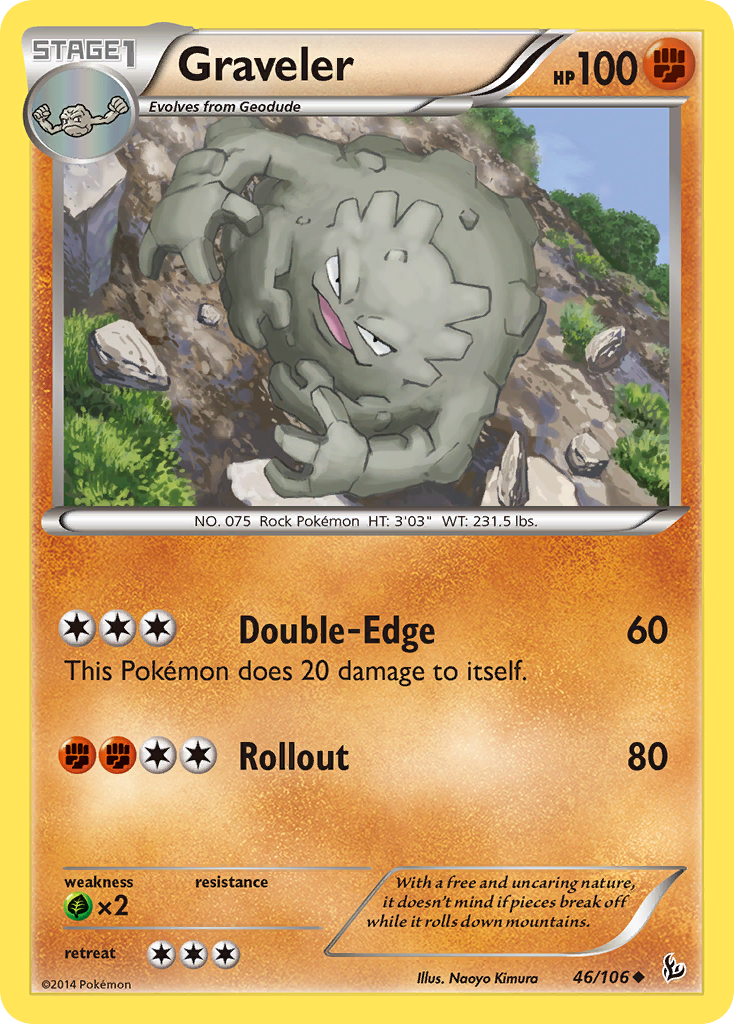 STAGE1
Graveler
HP100
Evolves from Geodude
NO. 075 Rock Pokémon HT: 3'03" WT: 231.5 lbs.
Double-Edge 60
This Pokémon does 20 damage to itself.
Rollout 80
weakness resistance
×2
With a free and uncaring nature,
it doesn't mind if pieces break off
while it rolls down mountains.
retreat
©2014 Pokémon
Illus. Naoyo Kimura
46/106